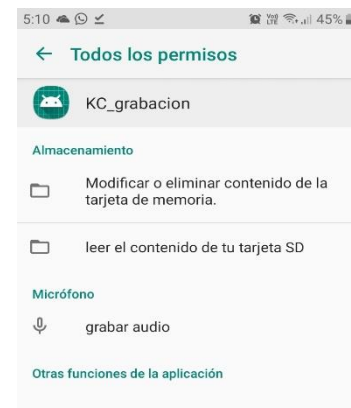 5:10 45%
← Todos los permisos
KC_grabacion
Almacenamiento
Modificar o eliminar contenido de la
tarjeta de memoria.
leer el contenido de tu tarjeta SD
Micrófono
grabar audio
Otras funciones de la aplicación